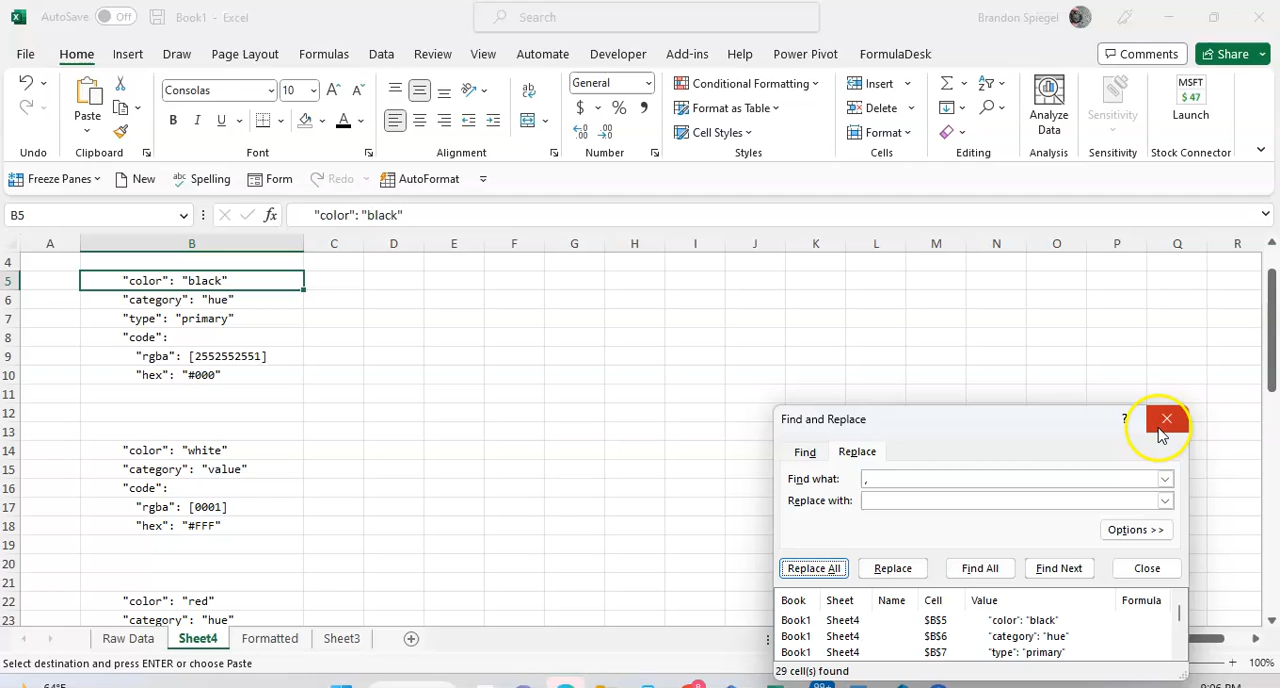 AutoSave Off Book1 - Excel Search Brandon Spiegel
File Home Insert Draw Page Layout Formulas Data Review View Automate Developer Add-ins Help Power Pivot FormulaDesk Comments Share
Consolas 10 General Conditional Formatting Insert MSFT
$ 47
Paste Format as Table Delete Analyze Data Sensitivity Launch
B I U A $ % Cell Styles Format
Undo Clipboard Font Alignment Number Styles Cells Editing Analysis Sensitivity Stock Connector
Freeze Panes New Spelling Form Redo AutoFormat
B5 fx "color": "black"
A B C D E F G H I J K L M N O P Q R
4
5 "color": "black"
6 "category": "hue"
7 "type": "primary"
8 "code":
9 "rgba": [2552552551]
10 "hex": "#000"
11
12
13
14 "color": "white"
15 "category": "value"
16 "code":
17 "rgba": [0001]
18 "hex": "#FFF"
19
20
21
22 "color": "red"
23 "category": "hue"
Find and Replace ?
Find Replace
Find what: ,
Replace with:
Options >>
Replace All Replace Find All Find Next Close
Book Sheet Name Cell Value Formula
Book1 Sheet4 $B$5 "color": "black"
Book1 Sheet4 $B$6 "category": "hue"
Book1 Sheet4 $B$7 "type": "primary"
29 cell(s) found
Raw Data Sheet4 Formatted Sheet3
Select destination and press ENTER or choose Paste 100%
64°F 99+ 9:06 PM